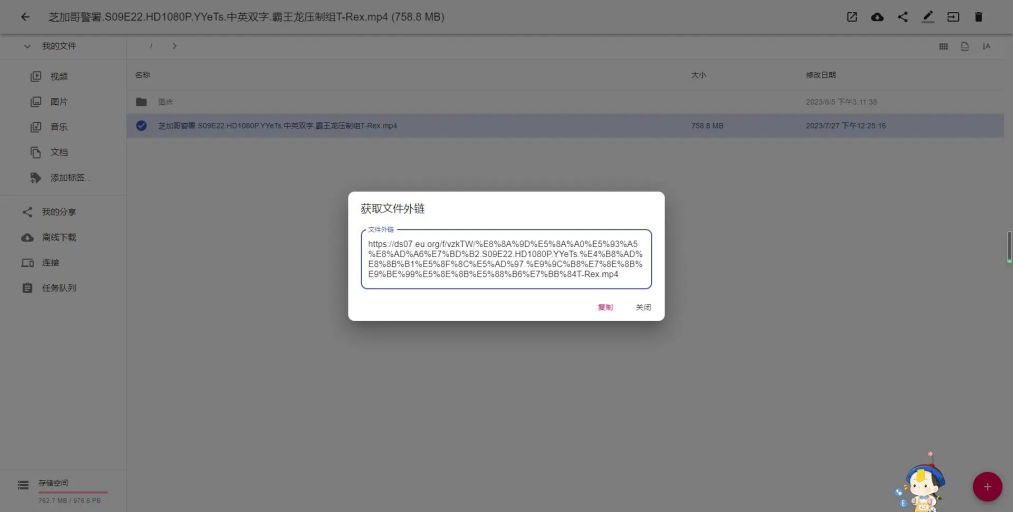 芝加哥警署.S09E22.HD1080P.YYeTs.中英双字.霸王龙压制组T-Rex.mp4 (758.8 MB)
我的文件
/
视频
图片
音乐
文档
添加标签...
我的分享
离线下载
连接
任务队列
存储空间
762.7 MB / 976.6 PB
名称 大小 修改日期
2023/8/5 下午3:11:38
芝加哥警署.S09E22.HD1080P.YYeTs.中英双字.霸王龙压制组T-Rex.mp4 758.8 MB 2023/7/27 下午12:25:16
获取文件外链
文件外链
https://ds07.eu.org/f/vzkTW/%E8%8A%9D%E5%8A%A0%E5%93%A5
%E8%AD%A6%E7%BD%B2.S09E22.HD1080P.YYeTs.%E4%B8%AD%
E8%8B%B1%E5%8F%8C%E5%AD%97.%E9%9C%B8%E7%8E%8B%
E9%BE%99%E5%8E%8B%E5%88%B6%E7%BB%84T-Rex.mp4
复制 关闭